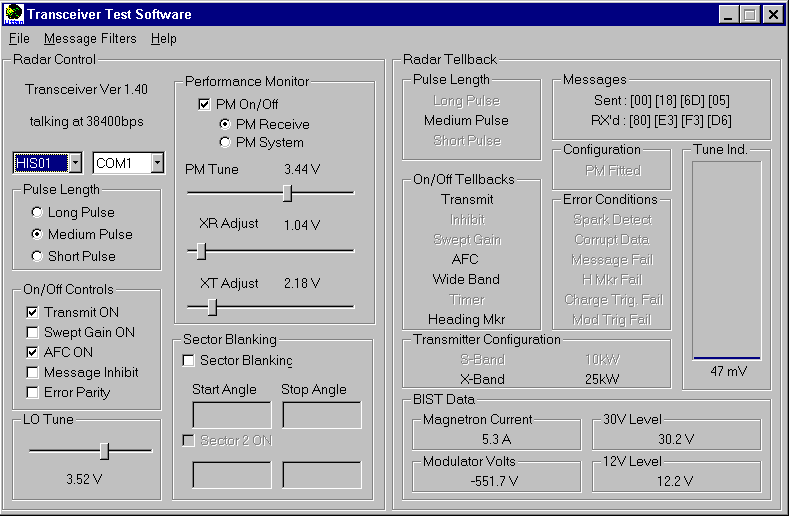 Transceiver Test Software
File Message Filters Help
Radar Control
Transceiver Ver 1.40
talking at 38400bps
HIS01 COM1
Pulse Length
Long Pulse
Medium Pulse
Short Pulse
On/Off Controls
Transmit ON
Swept Gain ON
AFC ON
Message Inhibit
Error Parity
LO Tune
3.52 V
Performance Monitor
PM On/Off
PM Receive
PM System
PM Tune 3.44 V
XR Adjust 1.04 V
XT Adjust 2.18 V
Sector Blanking
Sector Blanking
Start Angle Stop Angle
Sector 2 ON
Radar Tellback
Pulse Length
Long Pulse
Medium Pulse
Short Pulse
Messages
Sent : [00] [18] [6D] [05]
RX'd : [80] [E3] [F3] [D6]
Configuration
PM Fitted
On/Off Tellbacks
Transmit
Inhibit
Swept Gain
AFC
Wide Band
Timer
Heading Mkr
Error Conditions
Spark Detect
Corrupt Data
Message Fail
H Mkr Fail
Charge Trig. Fail
Mod Trig Fail
Tune Ind.
47 mV
Transmitter Configuration
S-Band 10kW
X-Band 25kW
BIST Data
Magnetron Current
5.3 A
30V Level
30.2 V
Modulator Volts
-551.7 V
12V Level
12.2 V